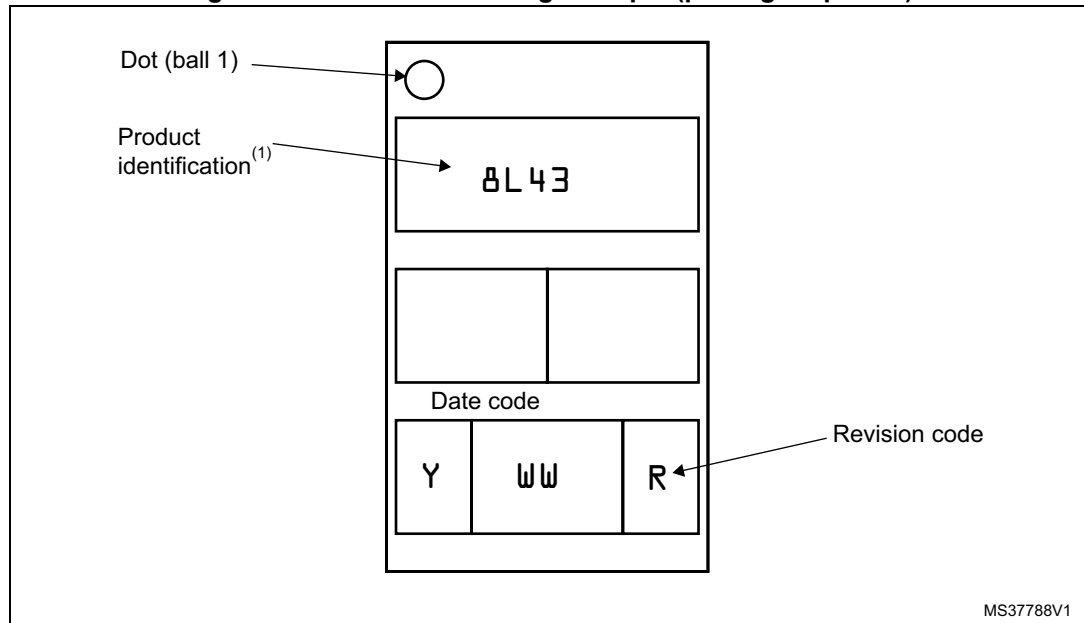 Dot (ball 1)
Product
identification(1)
8L43
Date code
Y WW R
Revision code
MS37788V1